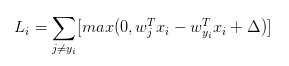 $L_i = \sum_{j \neq y_i} [max(0, w_j^T x_i - w_{y_i}^T x_i + \Delta)]$